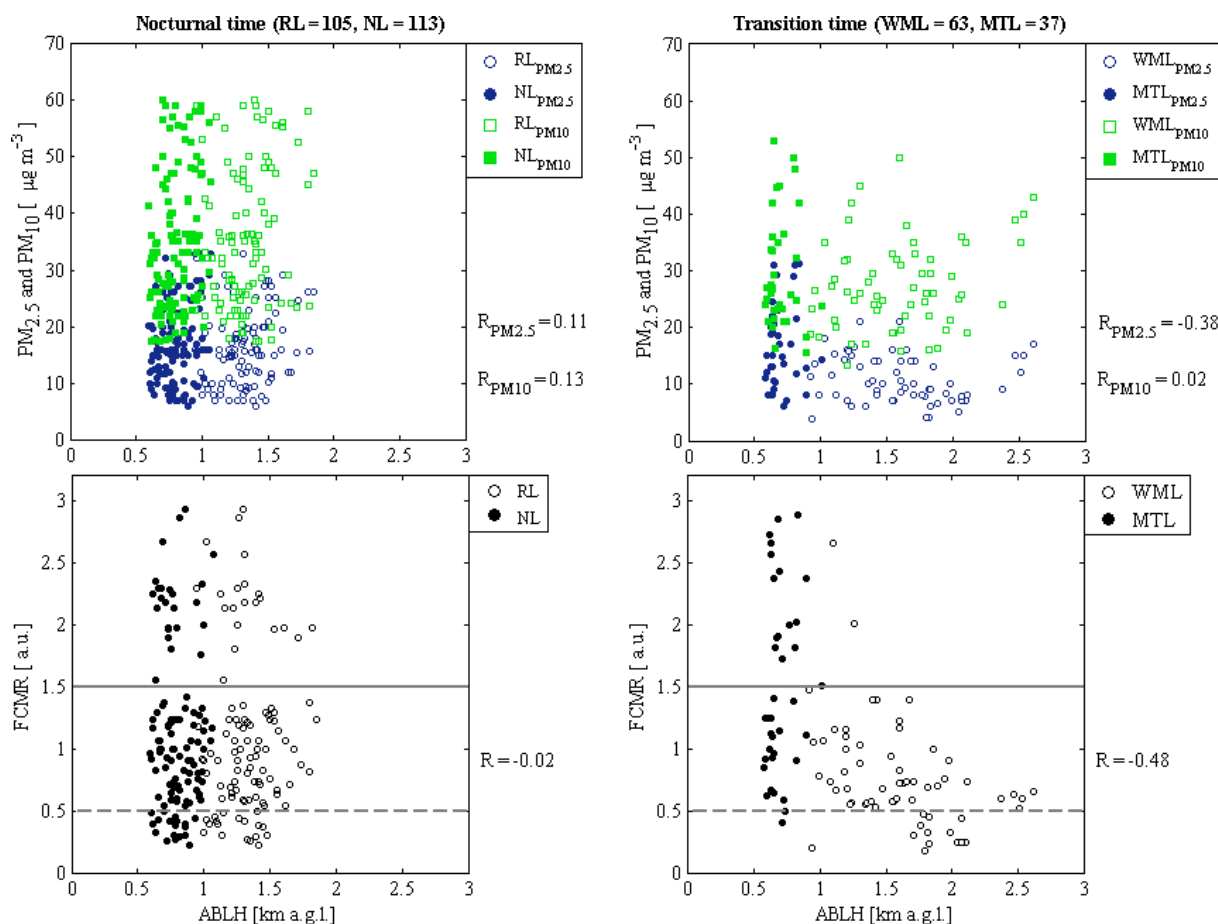 Nocturnal time (RL = 105, NL = 113)
70
60
50
40
30
20
10
0
0
0.5
1
1.5
2
2.5
3
PM2.5 and PM10 [ µg m−3]
RLPM2.5
NLPM2.5
RLPM10
NLPM10
RPM2.5 = 0.11
RPM10 = 0.13
Transition time (WML = 63, MTL = 37)
70
60
50
40
30
20
10
0
0
0.5
1
1.5
2
2.5
3
PM2.5 and PM10 [ µg m−3]
WMLPM2.5
MTLPM2.5
WMLPM10
MTLPM10
RPM2.5 = -0.38
RPM10 = 0.02
3
2.5
2
1.5
1
0.5
0
0
0.5
1
1.5
2
2.5
3
FCMR [ a.u.]
ABLH [km a.g.l.]
RL
NL
R = -0.02
3
2.5
2
1.5
1
0.5
0
0
0.5
1
1.5
2
2.5
3
FCMR [ a.u.]
ABLH [km a.g.l.]
WML
MTL
R = -0.48